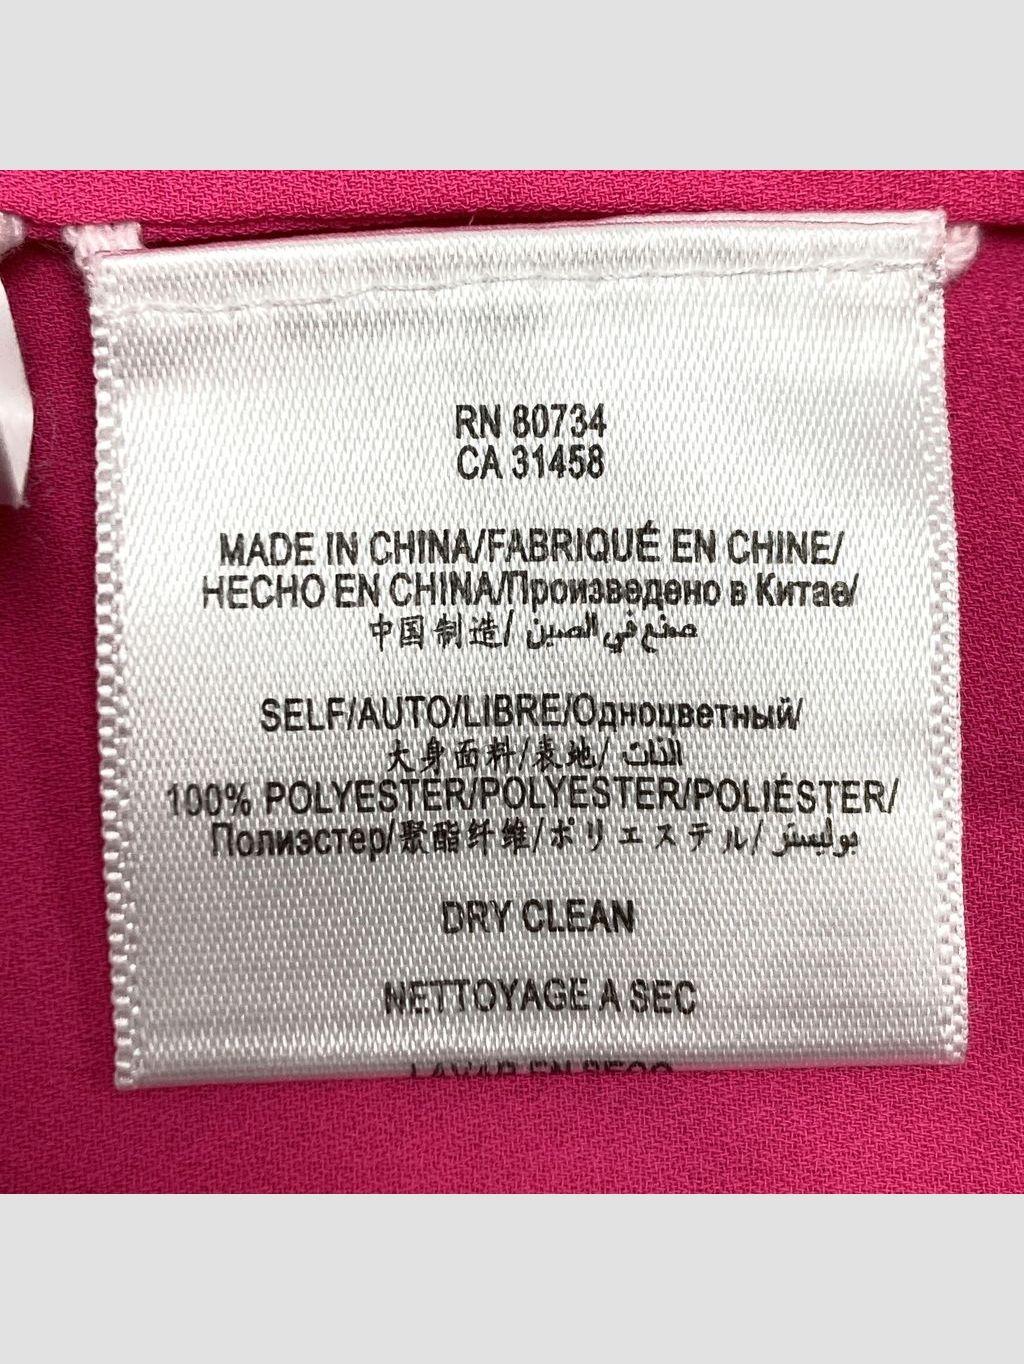 RN 80734
CA 31458
MADE IN CHINA/FABRIQUÉ EN CHINE/
HECHO EN CHINA/Произведено в Китае/
中国制造/ صنع في الصين
SELF/AUTO/LIBRE/Одноцветный/
大身面料/表地/ الذات
100% POLYESTER/POLYESTER/POLIÉSTER/
Полиэстер/聚酯纤维/ポリエステル/ بوليستر
DRY CLEAN
NETTOYAGE A SEC